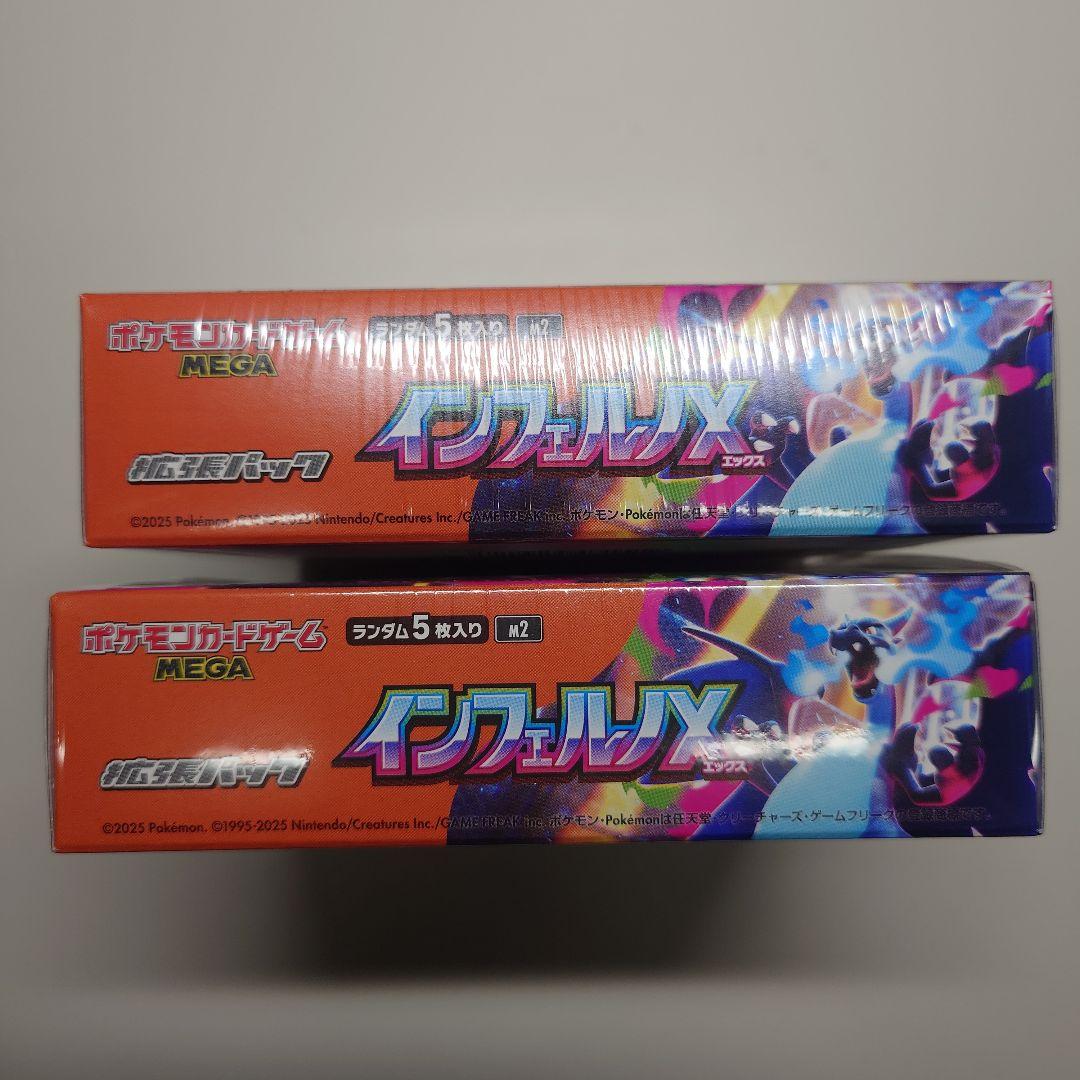 ポケモンカードゲーム
MEGA
ランダム5枚入り
M2
インフェルノX
エックス
拡張パック
©2025 Pokémon. ©1995-2025 Nintendo/Creatures Inc./GAME FREAK inc. ポケモン・Pokémonは任天堂・クリーチャーズ・ゲームフリークの登録商標です。
ポケモンカードゲーム™
MEGA
ランダム5枚入り
M2
インフェルノX
エックス
拡張パック
©2025 Pokémon. ©1995-2025 Nintendo/Creatures Inc./GAME FREAK inc. ポケモン・Pokémonは任天堂・クリーチャーズ・ゲームフリークの登録商標です。